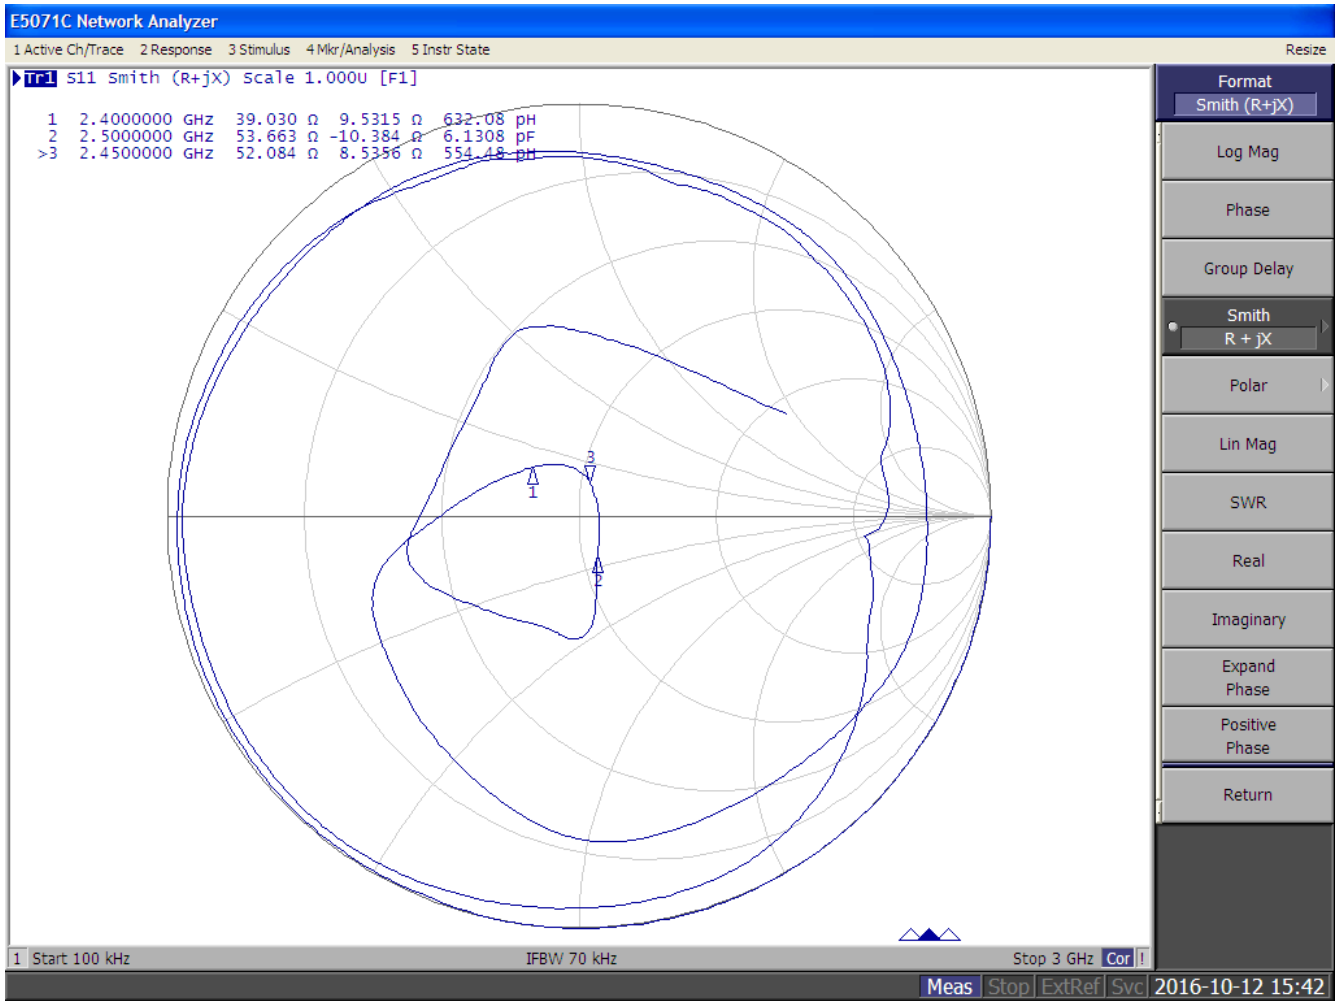 E5071C Network Analyzer
1 Active Ch/Trace 2 Response 3 Stimulus 4 Mkr/Analysis 5 Instr State Resize
Tr1 S11 Smith (R+jX) Scale 1.000U [F1]
1 2.4000000 GHz 39.030 Ω 9.5315 Ω 632.08 pH
2 2.5000000 GHz 53.663 Ω -10.384 Ω 6.1308 pF
>3 2.4500000 GHz 52.084 Ω 8.5356 Ω 554.48 pH
3
1
2
Format
Smith (R+jX)
Log Mag
Phase
Group Delay
Smith
R + jX
Polar
Lin Mag
SWR
Real
Imaginary
Expand
Phase
Positive
Phase
Return
1 Start 100 kHz IFBW 70 kHz Stop 3 GHz Cor !
Meas Stop ExtRef Svc 2016-10-12 15:42